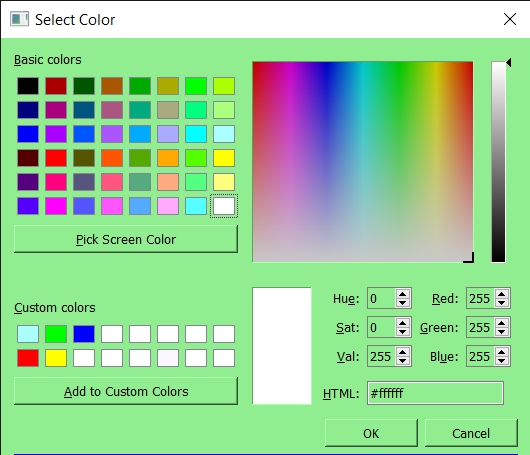 Select Color
Basic colors
Pick Screen Color
Custom colors
Add to Custom Colors
Hue: 0 Red: 255
Sat: 0 Green: 255
Val: 255 Blue: 255
HTML: #ffffff
OK Cancel